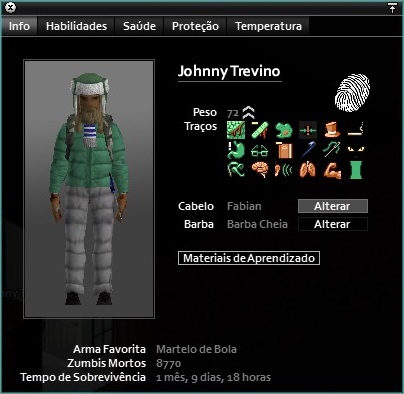 Info Habilidades Saúde Proteção Temperatura
Johnny Trevino
Peso 72
Traços
Cabelo Fabian Alterar
Barba Barba Cheia Alterar
Materiais de Aprendizado
Arma Favorita Martelo de Bola
Zumbis Mortos 8770
Tempo de Sobrevivência 1 mês, 9 dias, 18 horas